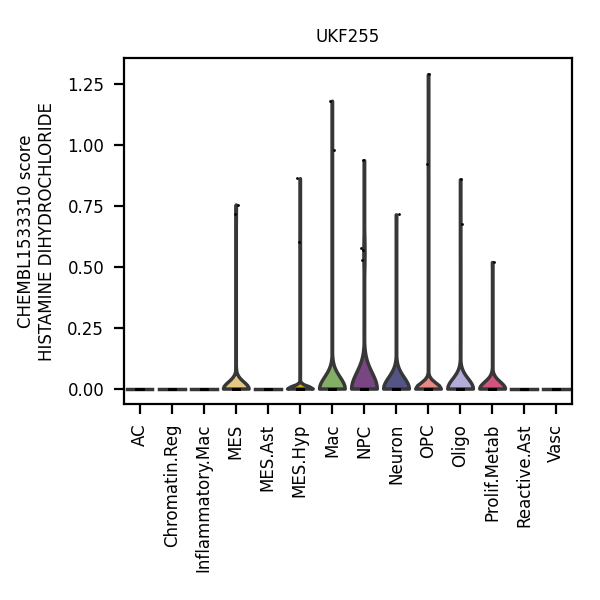 UKF255
CHEMBL1533310 score
HISTAMINE DIHYDROCHLORIDE
1.25
1.00
0.75
0.50
0.25
0.00
AC
Chromatin.Reg
Inflammatory.Mac
MES
MES.Ast
MES.Hyp
Mac
NPC
Neuron
OPC
Oligo
Prolif.Metab
Reactive.Ast
Vasc